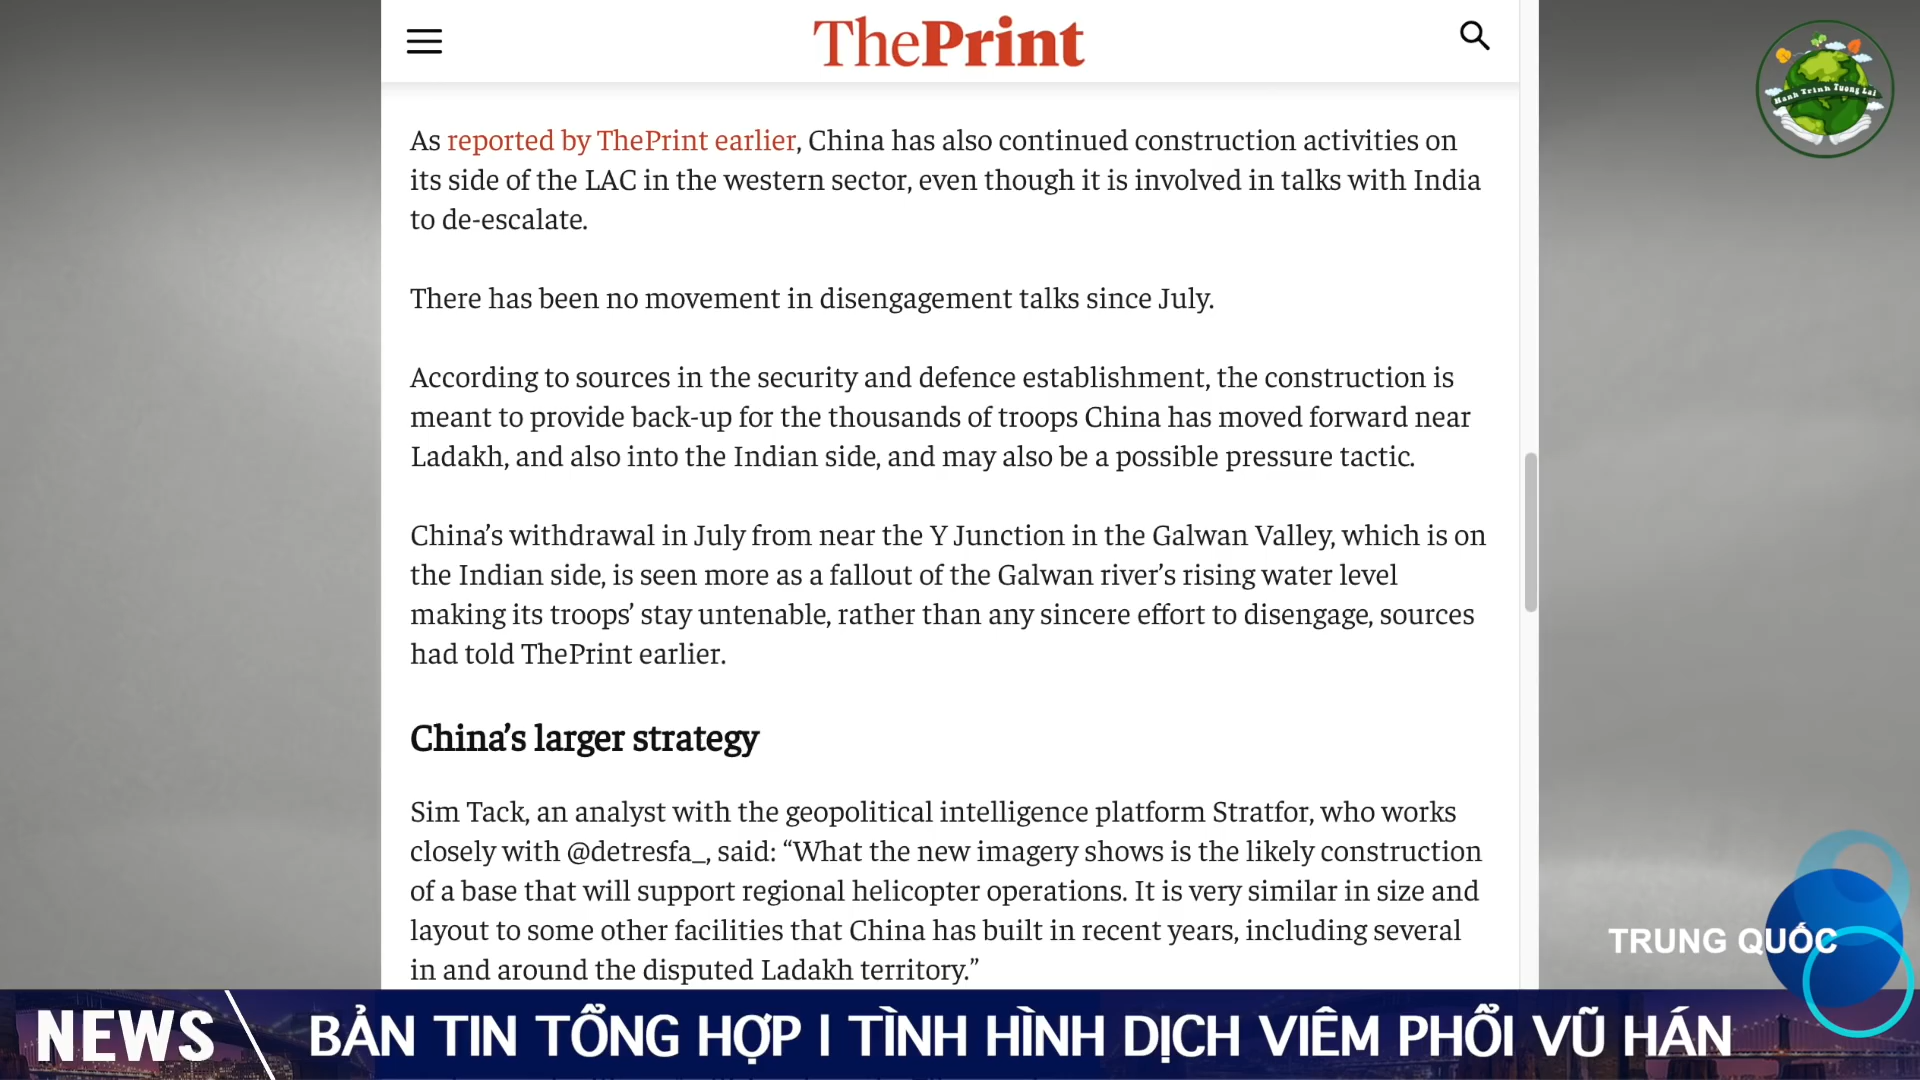 ThePrint
Hanh Trinh Tuong Lai
As reported by ThePrint earlier, China has also continued construction activities on
its side of the LAC in the western sector, even though it is involved in talks with India
to de-escalate.
There has been no movement in disengagement talks since July.
According to sources in the security and defence establishment, the construction is
meant to provide back-up for the thousands of troops China has moved forward near
Ladakh, and also into the Indian side, and may also be a possible pressure tactic.
China’s withdrawal in July from near the Y Junction in the Galwan Valley, which is on
the Indian side, is seen more as a fallout of the Galwan river’s rising water level
making its troops’ stay untenable, rather than any sincere effort to disengage, sources
had told ThePrint earlier.
China’s larger strategy
Sim Tack, an analyst with the geopolitical intelligence platform Stratfor, who works
closely with @detresfa_, said: “What the new imagery shows is the likely construction
of a base that will support regional helicopter operations. It is very similar in size and
layout to some other facilities that China has built in recent years, including several
in and around the disputed Ladakh territory.”
TRUNG QUỐC
NEWS
BẢN TIN TỔNG HỢP | TÌNH HÌNH DỊCH VIÊM PHỔI VŨ HÁN